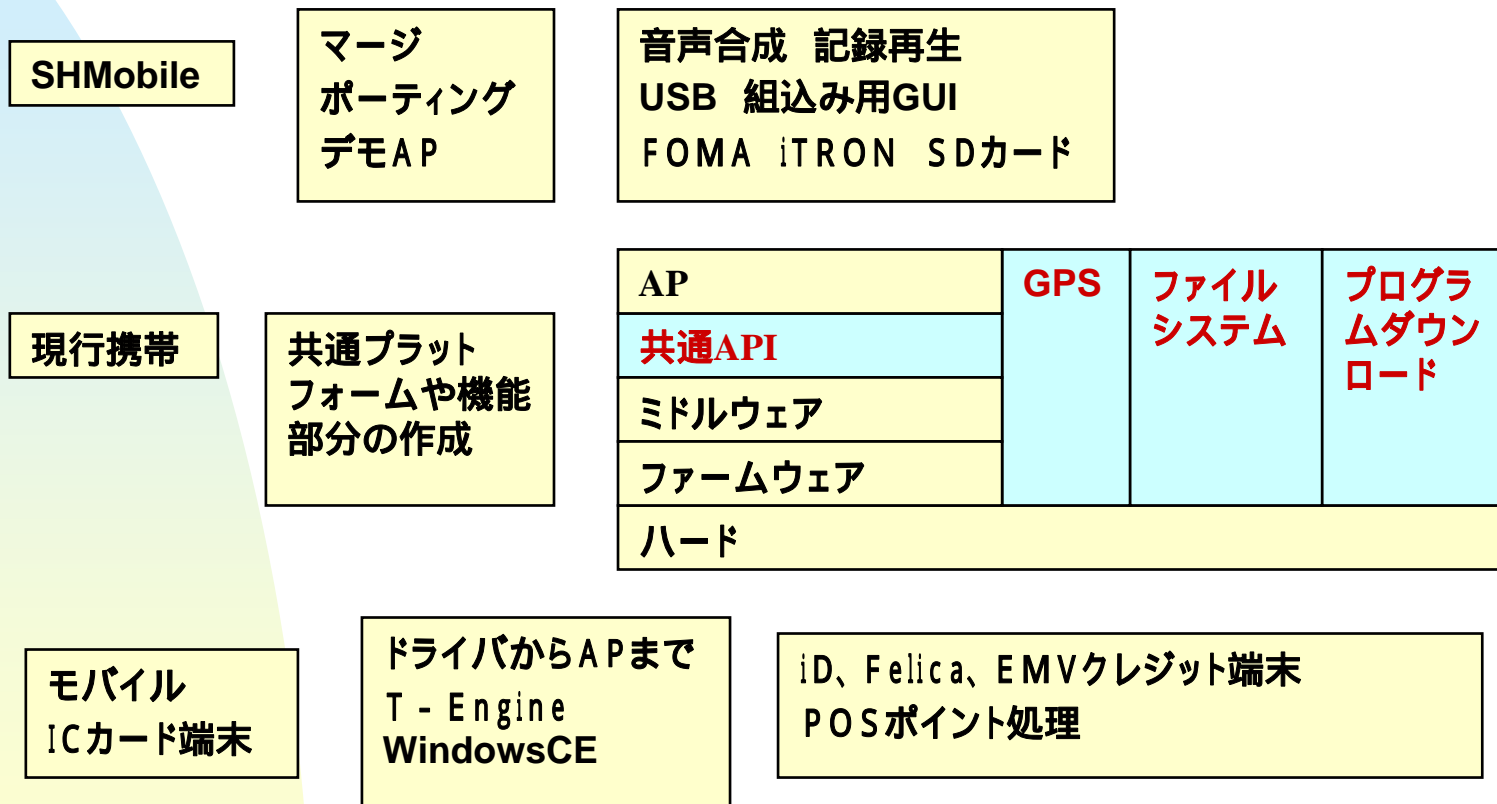 SHMobile
マージ
ポーティング
デモAP
音声合成 記録再生
USB 組込み用GUI
FOMA iTRON SDカード
現行携帯
共通プラット
フォームや機能
部分の作成
AP
共通API
ミドルウェア
ファームウェア
ハード
GPS
ファイル
システム
プログラ
ムダウン
ロード
モバイル
ICカード端末
ドライバからAPまで
T-Engine
WindowsCE
iD、Felica、EMVクレジット端末
POSポイント処理